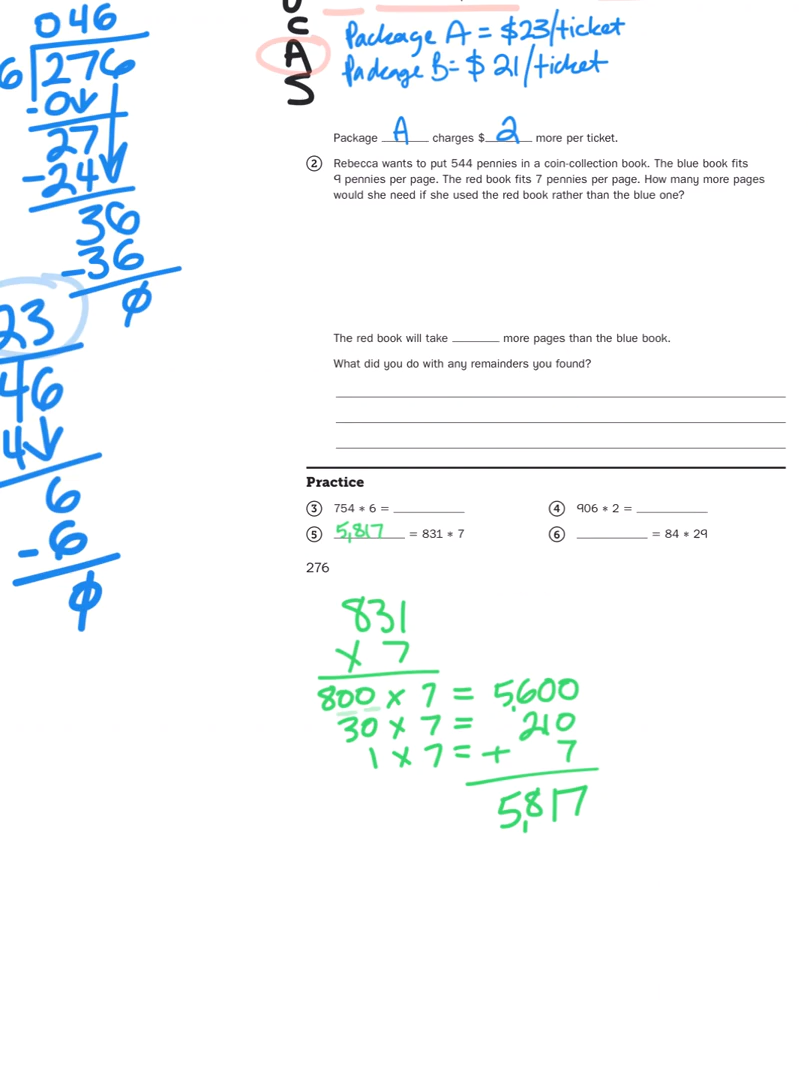 046
6 276
-0
27
-24
36
-36
0
23
46
4
6
-6
0
C
A
S
Package A = $23/ticket
Package B = $ 21/ticket
Package A charges $ 2 more per ticket.
2 Rebecca wants to put 544 pennies in a coin-collection book. The blue book fits
9 pennies per page. The red book fits 7 pennies per page. How many more pages
would she need if she used the red book rather than the blue one?
The red book will take ______ more pages than the blue book.
What did you do with any remainders you found?
Practice
3 754 * 6 = ______
4 906 * 2 = ______
5 5,817 = 831 * 7
6 ______ = 84 * 29
276
831
x 7
800 x 7 = 5,600
30 x 7 = 210
1 x 7 = + 7
5,817